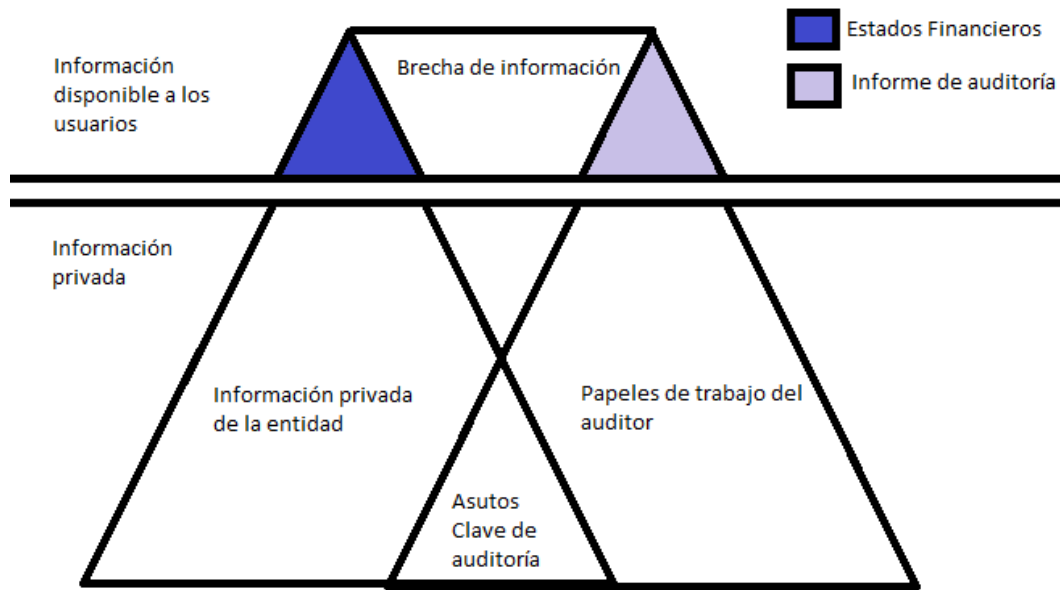 Información
disponible a los
usuarios
Brecha de información
Estados Financieros
Informe de auditoría
Información
privada
Información privada
de la entidad
Papeles de trabajo del
auditor
Asutos
Clave de
auditoría